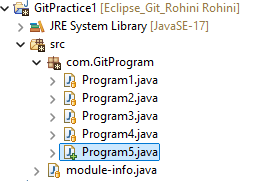 GitPractice1 [Eclipse_Git_Rohini Rohini]
JRE System Library [JavaSE-17]
src
com.GitProgram
Program1.java
Program2.java
Program3.java
Program4.java
Program5.java
module-info.java